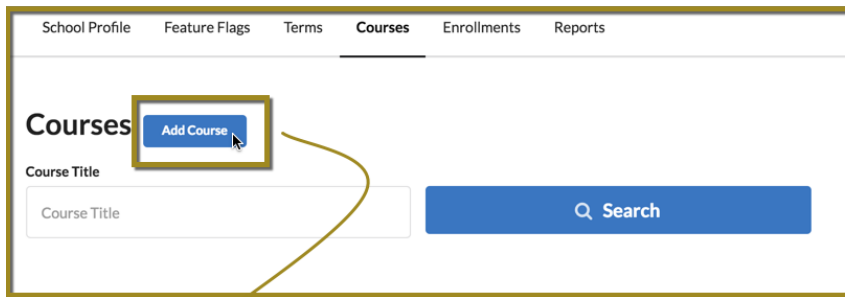 School Profile Feature Flags Terms Courses Enrollments Reports
Courses Add Course
Course Title
Course Title Search